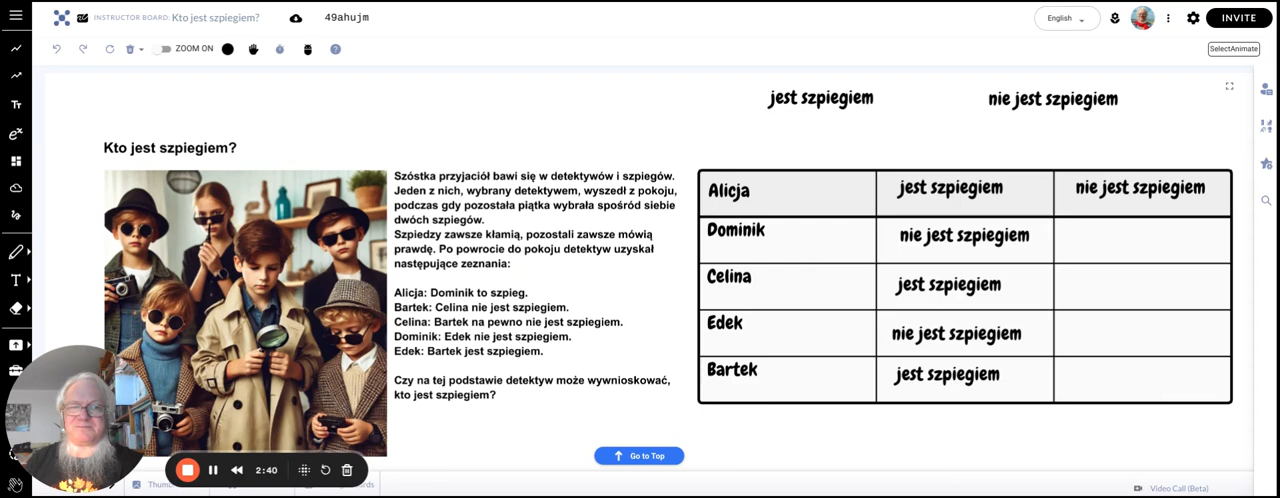 INSTRUCTOR BOARD: Kto jest szpiegiem?
49ahujm
English
INVITE
ZOOM ON
SelectAnimate
jest szpiegiem
nie jest szpiegiem
Kto jest szpiegiem?
Szóstka przyjaciół bawi się w detektywów i szpiegów.
Jeden z nich, wybrany detektywem, wyszedł z pokoju,
podczas gdy pozostała piątka wybrała spośród siebie
dwóch szpiegów.
Szpiedzy zawsze kłamią, pozostali zawsze mówią
prawdę. Po powrocie do pokoju detektyw uzyskał
następujące zeznania:
Alicja: Dominik to szpieg.
Bartek: Celina nie jest szpiegiem.
Celina: Bartek na pewno nie jest szpiegiem.
Dominik: Edek nie jest szpiegiem.
Edek: Bartek jest szpiegiem.
Czy na tej podstawie detektyw może wywnioskować,
kto jest szpiegiem?
Alicja jest szpiegiem nie jest szpiegiem
Dominik nie jest szpiegiem
Celina jest szpiegiem
Edek nie jest szpiegiem
Bartek jest szpiegiem
Go to Top
2:40
Video Call (Beta)